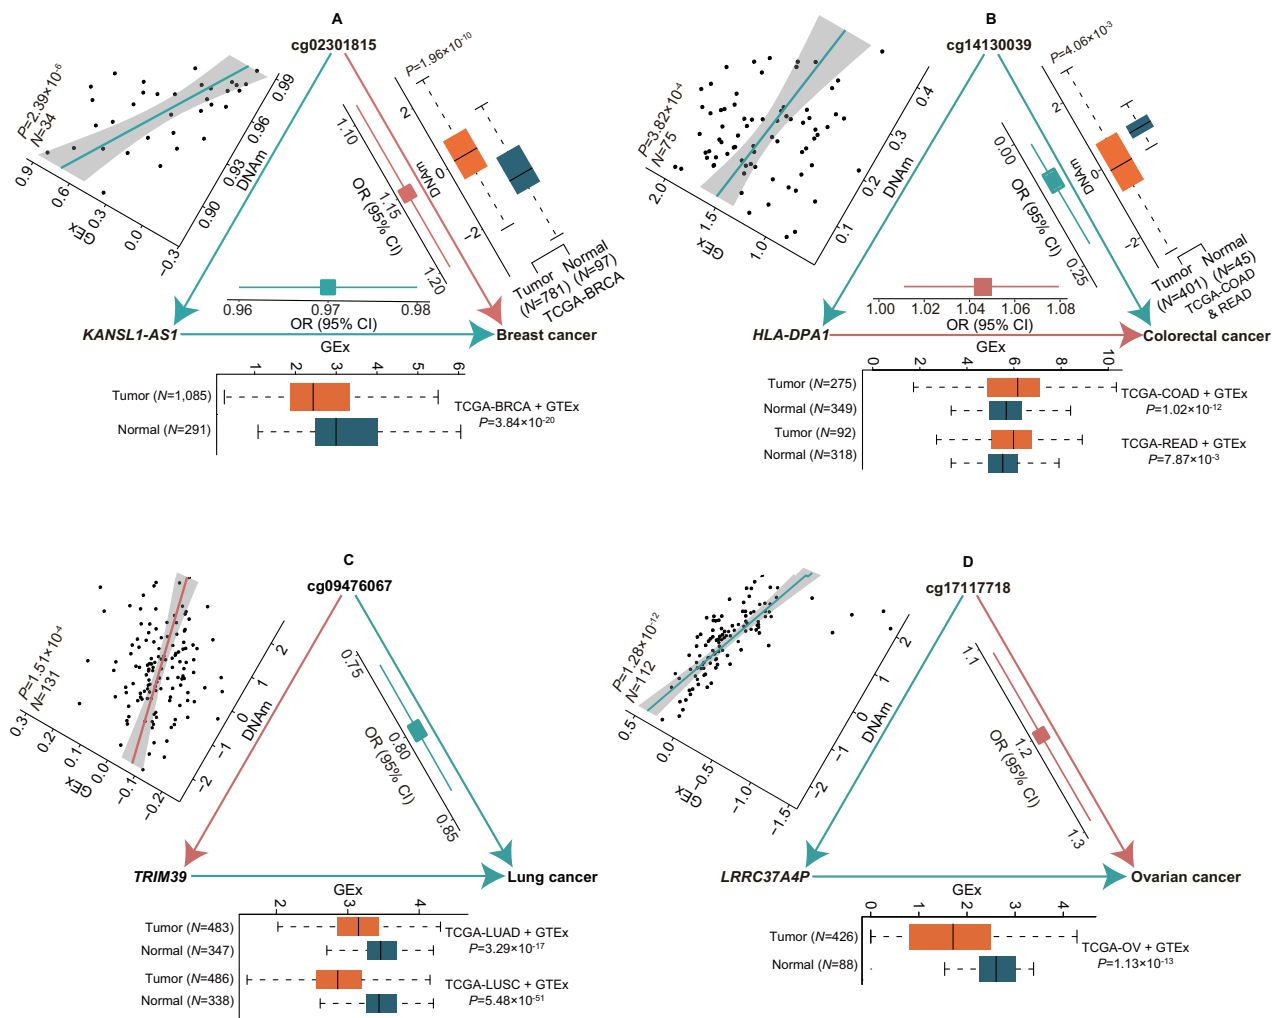 A
cg02301815
P=2.39×10-6
N=34
0.9
0.6
0.3
0.0
−0.3
GEx
0.90
0.93
0.96
0.99
DNAm
1.10
1.15
1.20
OR (95% CI)
P=1.96×10-10
2
0
−2
DNAm
Tumor
(N=781)
Normal
(N=97)
TCGA-BRCA
0.96
0.97
0.98
OR (95% CI)
KANSL1-AS1
Breast cancer
GEx
1
2
3
4
5
6
Tumor (N=1,085)
Normal (N=291)
TCGA-BRCA + GTEx
P=3.84×10-20
B
cg14130039
P=3.82×10-4
N=75
2.0
1.5
1.0
GEx
0.1
0.2
0.3
0.4
DNAm
0.00
0.25
OR (95% CI)
P=4.06×10-3
2
0
−2
DNAm
Tumor
(N=401)
Normal
(N=45)
TCGA-COAD
& READ
1.00
1.02
1.04
1.06
1.08
OR (95% CI)
HLA-DPA1
Colorectal cancer
GEx
0
2
4
6
8
10
Tumor (N=275)
Normal (N=349)
Tumor (N=92)
Normal (N=318)
TCGA-COAD + GTEx
P=1.02×10-12
TCGA-READ + GTEx
P=7.87×10-3
C
cg09476067
P=1.51×10-4
N=131
0.3
0.2
0.1
0.0
−0.1
−0.2
GEx
−2
−1
0
1
2
DNAm
0.75
0.80
0.85
OR (95% CI)
TRIM39
Lung cancer
GEx
2
3
4
Tumor (N=483)
Normal (N=347)
Tumor (N=486)
Normal (N=338)
TCGA-LUAD + GTEx
P=3.29×10-17
TCGA-LUSC + GTEx
P=5.48×10-51
D
cg17117718
P=1.28×10-12
N=112
0.5
0.0
−0.5
−1.0
−1.5
GEx
−2
−1
0
1
2
DNAm
1.1
1.2
1.3
OR (95% CI)
LRRC37A4P
Ovarian cancer
GEx
0
1
2
3
4
Tumor (N=426)
Normal (N=88)
TCGA-OV + GTEx
P=1.13×10-13